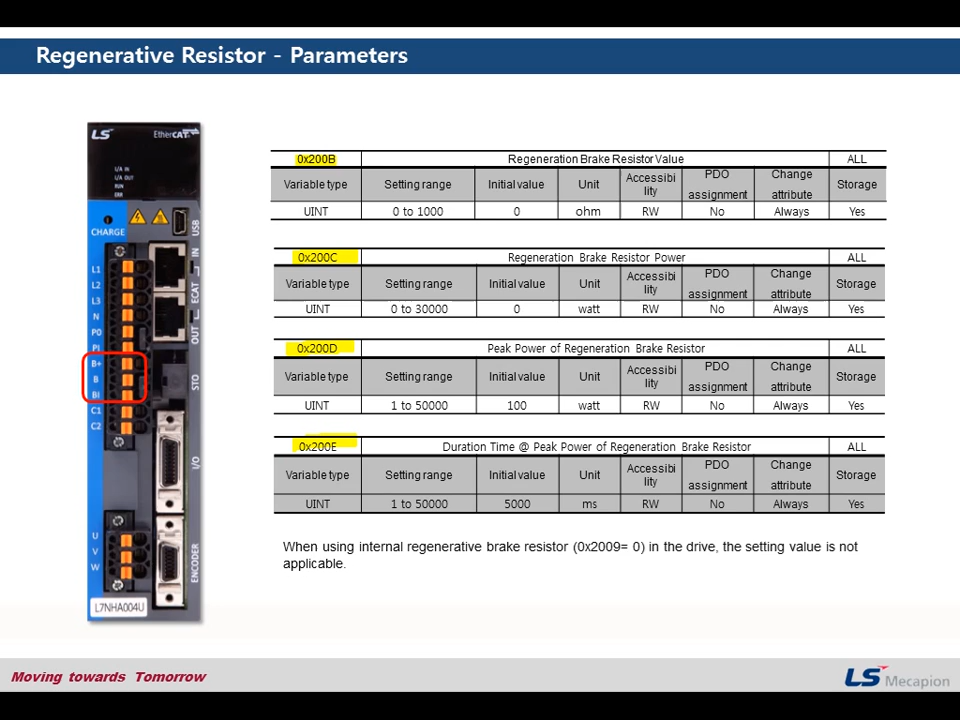 Regenerative Resistor - Parameters
LS EtherCAT
L/A IN
L/A OUT
RUN
ERR
CHARGE
USB
IN
ECAT
OUT
STO
I/O
ENCODER
L1
L2
L3
N
PO
PI
B+
B
BI
C1
C2
U
V
W
L7NHA004U
0x200B Regeneration Brake Resistor Value ALL
Variable type Setting range Initial value Unit Accessibi lity PDO assignment Change attribute Storage
UINT 0 to 1000 0 ohm RW No Always Yes
0x200C Regeneration Brake Resistor Power ALL
Variable type Setting range Initial value Unit Accessibi lity PDO assignment Change attribute Storage
UINT 0 to 30000 0 watt RW No Always Yes
0x200D Peak Power of Regeneration Brake Resistor ALL
Variable type Setting range Initial value Unit Accessibi lity PDO assignment Change attribute Storage
UINT 1 to 50000 100 watt RW No Always Yes
0x200E Duration Time @ Peak Power of Regeneration Brake Resistor ALL
Variable type Setting range Initial value Unit Accessibi lity PDO assignment Change attribute Storage
UINT 1 to 50000 5000 ms RW No Always Yes
When using internal regenerative brake resistor (0x2009= 0) in the drive, the setting value is not
applicable.
Moving towards Tomorrow
LS Mecapion